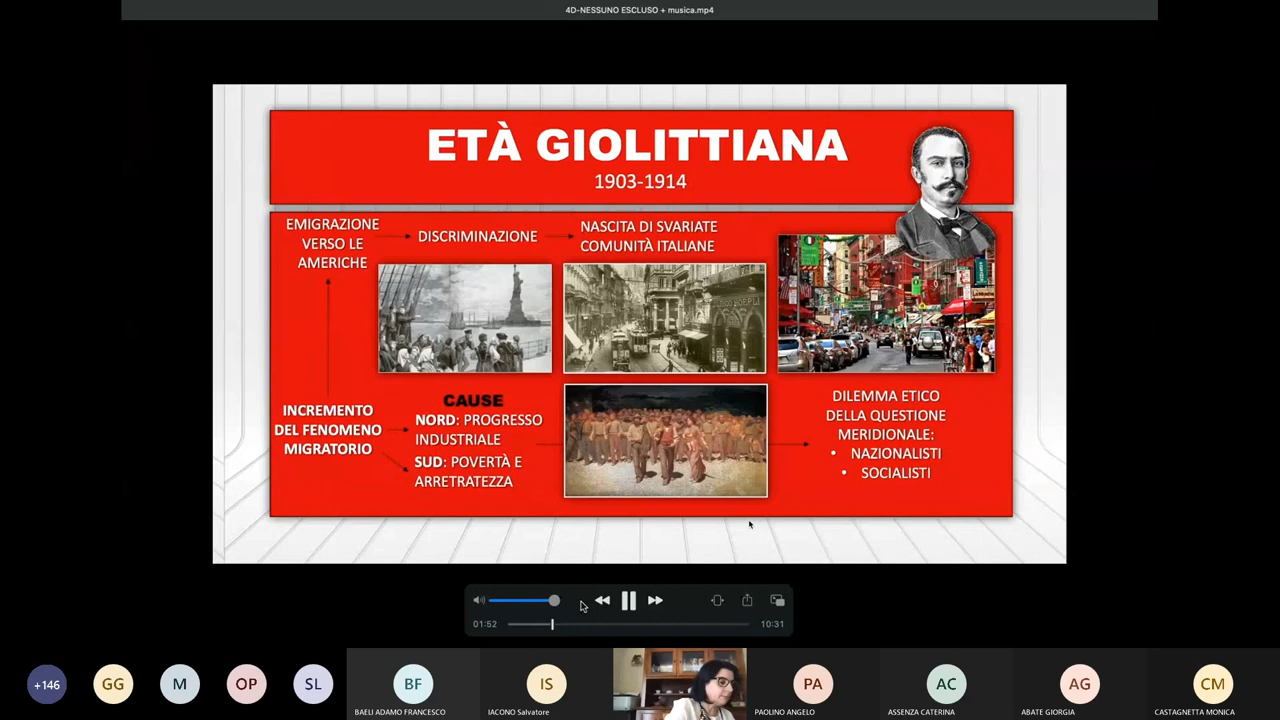 4D-NESSUNO ESCLUSO + musica.mp4
ETÀ GIOLITTIANA
1903-1914
EMIGRAZIONE
VERSO LE
AMERICHE
DISCRIMINAZIONE
NASCITA DI SVARIATE
COMUNITÀ ITALIANE
INCREMENTO
DEL FENOMENO
MIGRATORIO
CAUSE
NORD: PROGRESSO
INDUSTRIALE
SUD: POVERTÀ E
ARRETRATEZZA
DILEMMA ETICO
DELLA QUESTIONE
MERIDIONALE:
• NAZIONALISTI
• SOCIALISTI
01:52
10:31
+146
GG
M
OP
SL
BF
BAELI ADAMO FRANCESCO
IS
IACONO Salvatore
PA
PAOLINO ANGELO
AC
ASSENZA CATERINA
AG
ABATE GIORGIA
CM
CASTAGNETTA MONICA